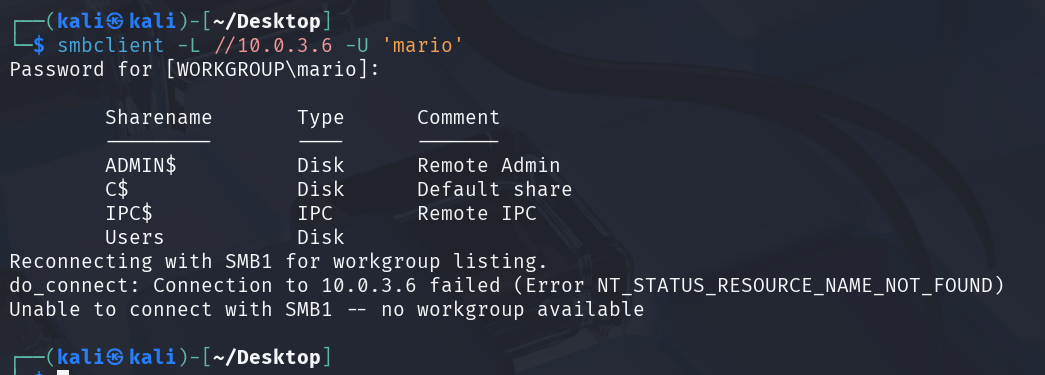 ┌──(kali㉿kali)-[~/Desktop]
└─$ smbclient -L //10.0.3.6 -U 'mario'
Password for [WORKGROUP\mario]:
Sharename Type Comment
--------- ---- -------
ADMIN$ Disk Remote Admin
C$ Disk Default share
IPC$ IPC Remote IPC
Users Disk
Reconnecting with SMB1 for workgroup listing.
do_connect: Connection to 10.0.3.6 failed (Error NT_STATUS_RESOURCE_NAME_NOT_FOUND)
Unable to connect with SMB1 -- no workgroup available
┌──(kali㉿kali)-[~/Desktop]
└─$